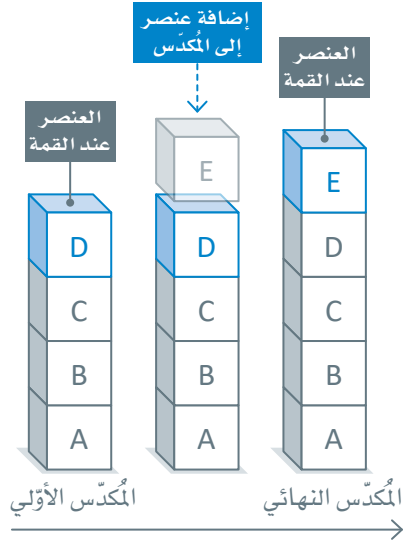 إضافة عنصر
إلى المُكدّس
العنصر
عند القمة
العنصر
عند القمة
E
D
C
B
A
E
D
C
B
A
D
C
B
A
المُكدّس الأوّلي
المُكدّس النهائي